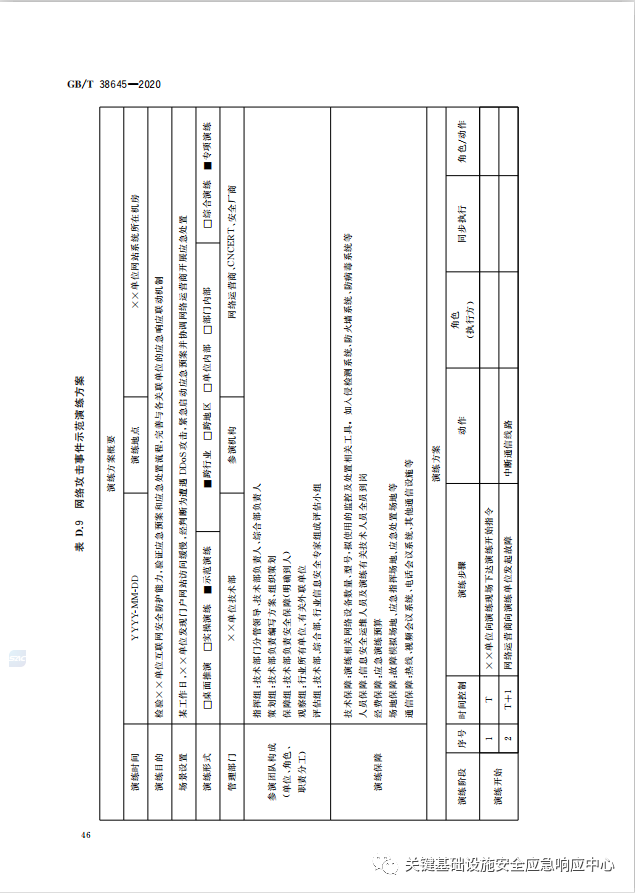 GB/T 38645—2020
表 D.9 网络攻击事件示范演练方案
演练方案概要
演练时间 YYYY-MM-DD 演练地点 ××单位网站系统所在机房
演练目的 检验××单位互联网安全防护能力,验证应急预案和应急处置流程,完善与各关联单位的应急响应联动机制
场景设置 某工作日,××单位发现门户网站访问缓慢,经判断为遭遇DDoS攻击,紧急启动应急预案并协调网络运营商开展应急处置
演练形式 □桌面推演 □实操演练 ■示范演练 ■跨行业 □跨地区 □单位内部 □部门内部 □综合演练 ■专项演练
管理部门 ××单位技术部 参演机构 网络运营商、CNCERT、安全厂商
参演团队构成
(单位、角色、
职责分工)
指挥组:技术部门分管领导、技术部负责人、综合部负责人
策划组:技术部负责编写方案、组织策划
保障组:技术部负责安全保障(明确到人)
观察组:行业所有单位、有关外联单位
评估组:技术部、综合部、行业信息安全专家组成评估小组
演练保障
技术保障:演练相关网络设备数量、型号,拟使用的监控及处置相关工具,如入侵检测系统、防火墙系统、防病毒系统等
人员保障:信息安全运维人员及演练有关技术人员全员到岗
经费保障:应急演练预算
场地保障:故障模拟场地、应急指挥场地、应急处置场地等
通信保障:热线、视频会议系统、电话会议系统、其他通信设施等
演练方案
演练阶段 序号 时间控制 演练步骤 动作 角色
(执行方) 同步执行 角色/动作
演练开始 1 T ××单位向演练现场下达演练开始指令
2 T+1 网络运营商向演练单位发起故障 中断通信线路
46
关键基础设施安全应急响应中心